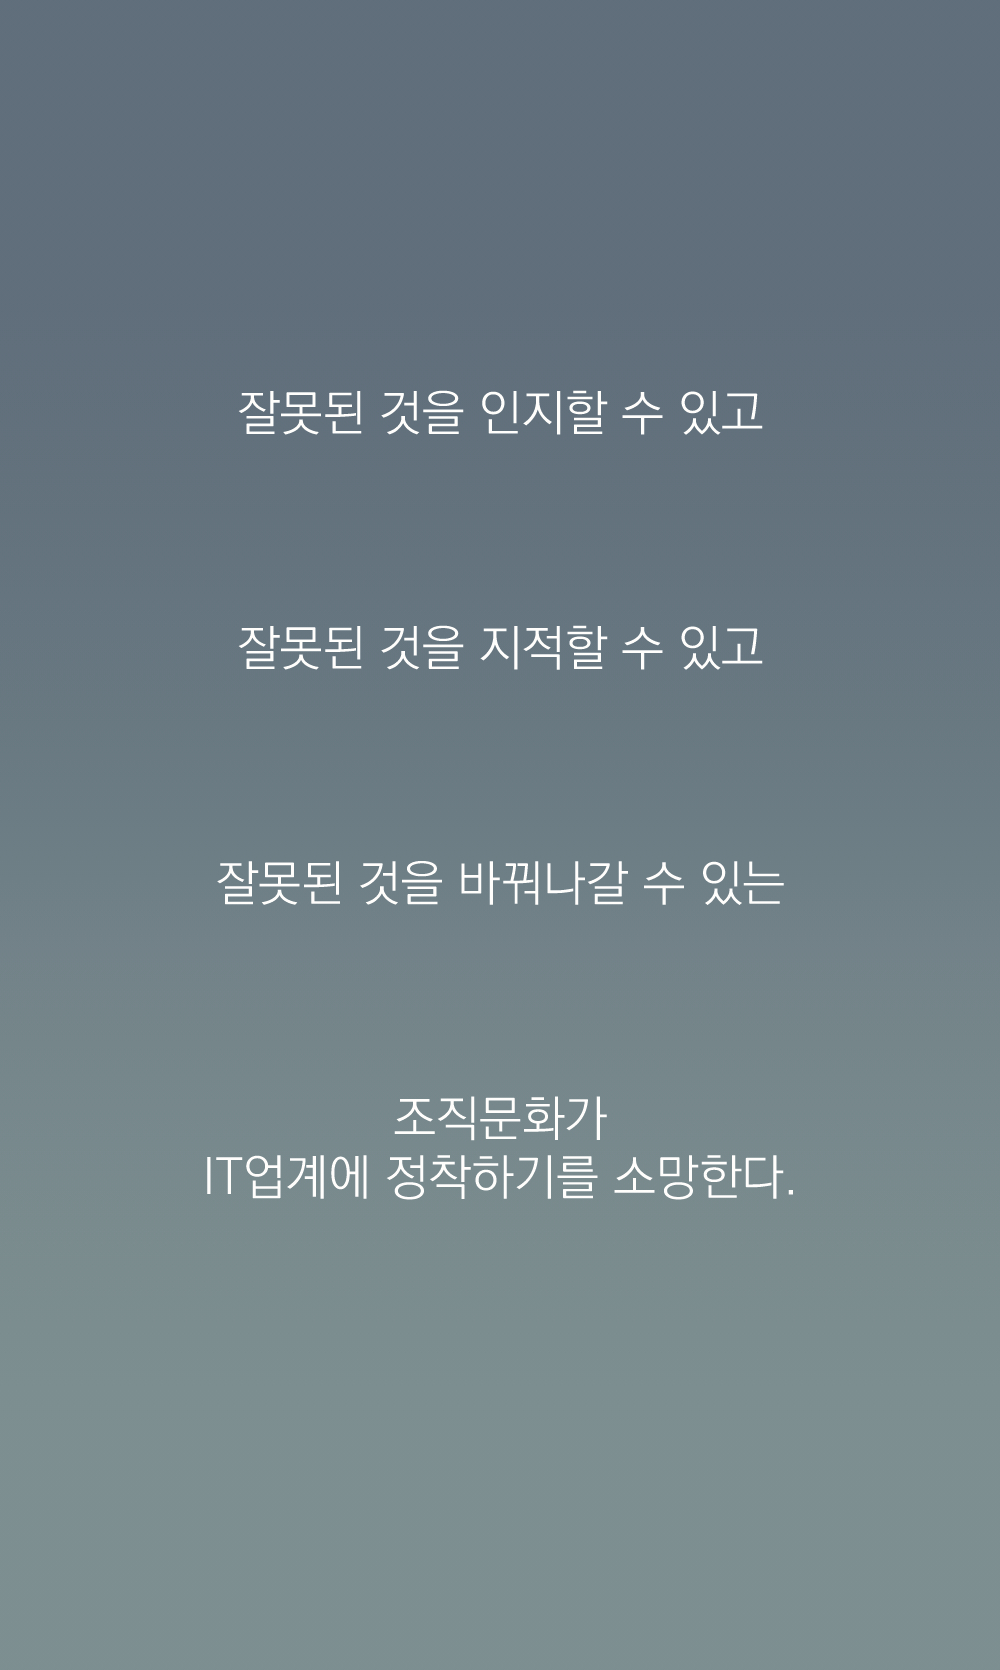 잘못된 것을 인지할 수 있고
잘못된 것을 지적할 수 있고
잘못된 것을 바꿔나갈 수 있는
조직문화가
IT업계에 정착하기를 소망한다.